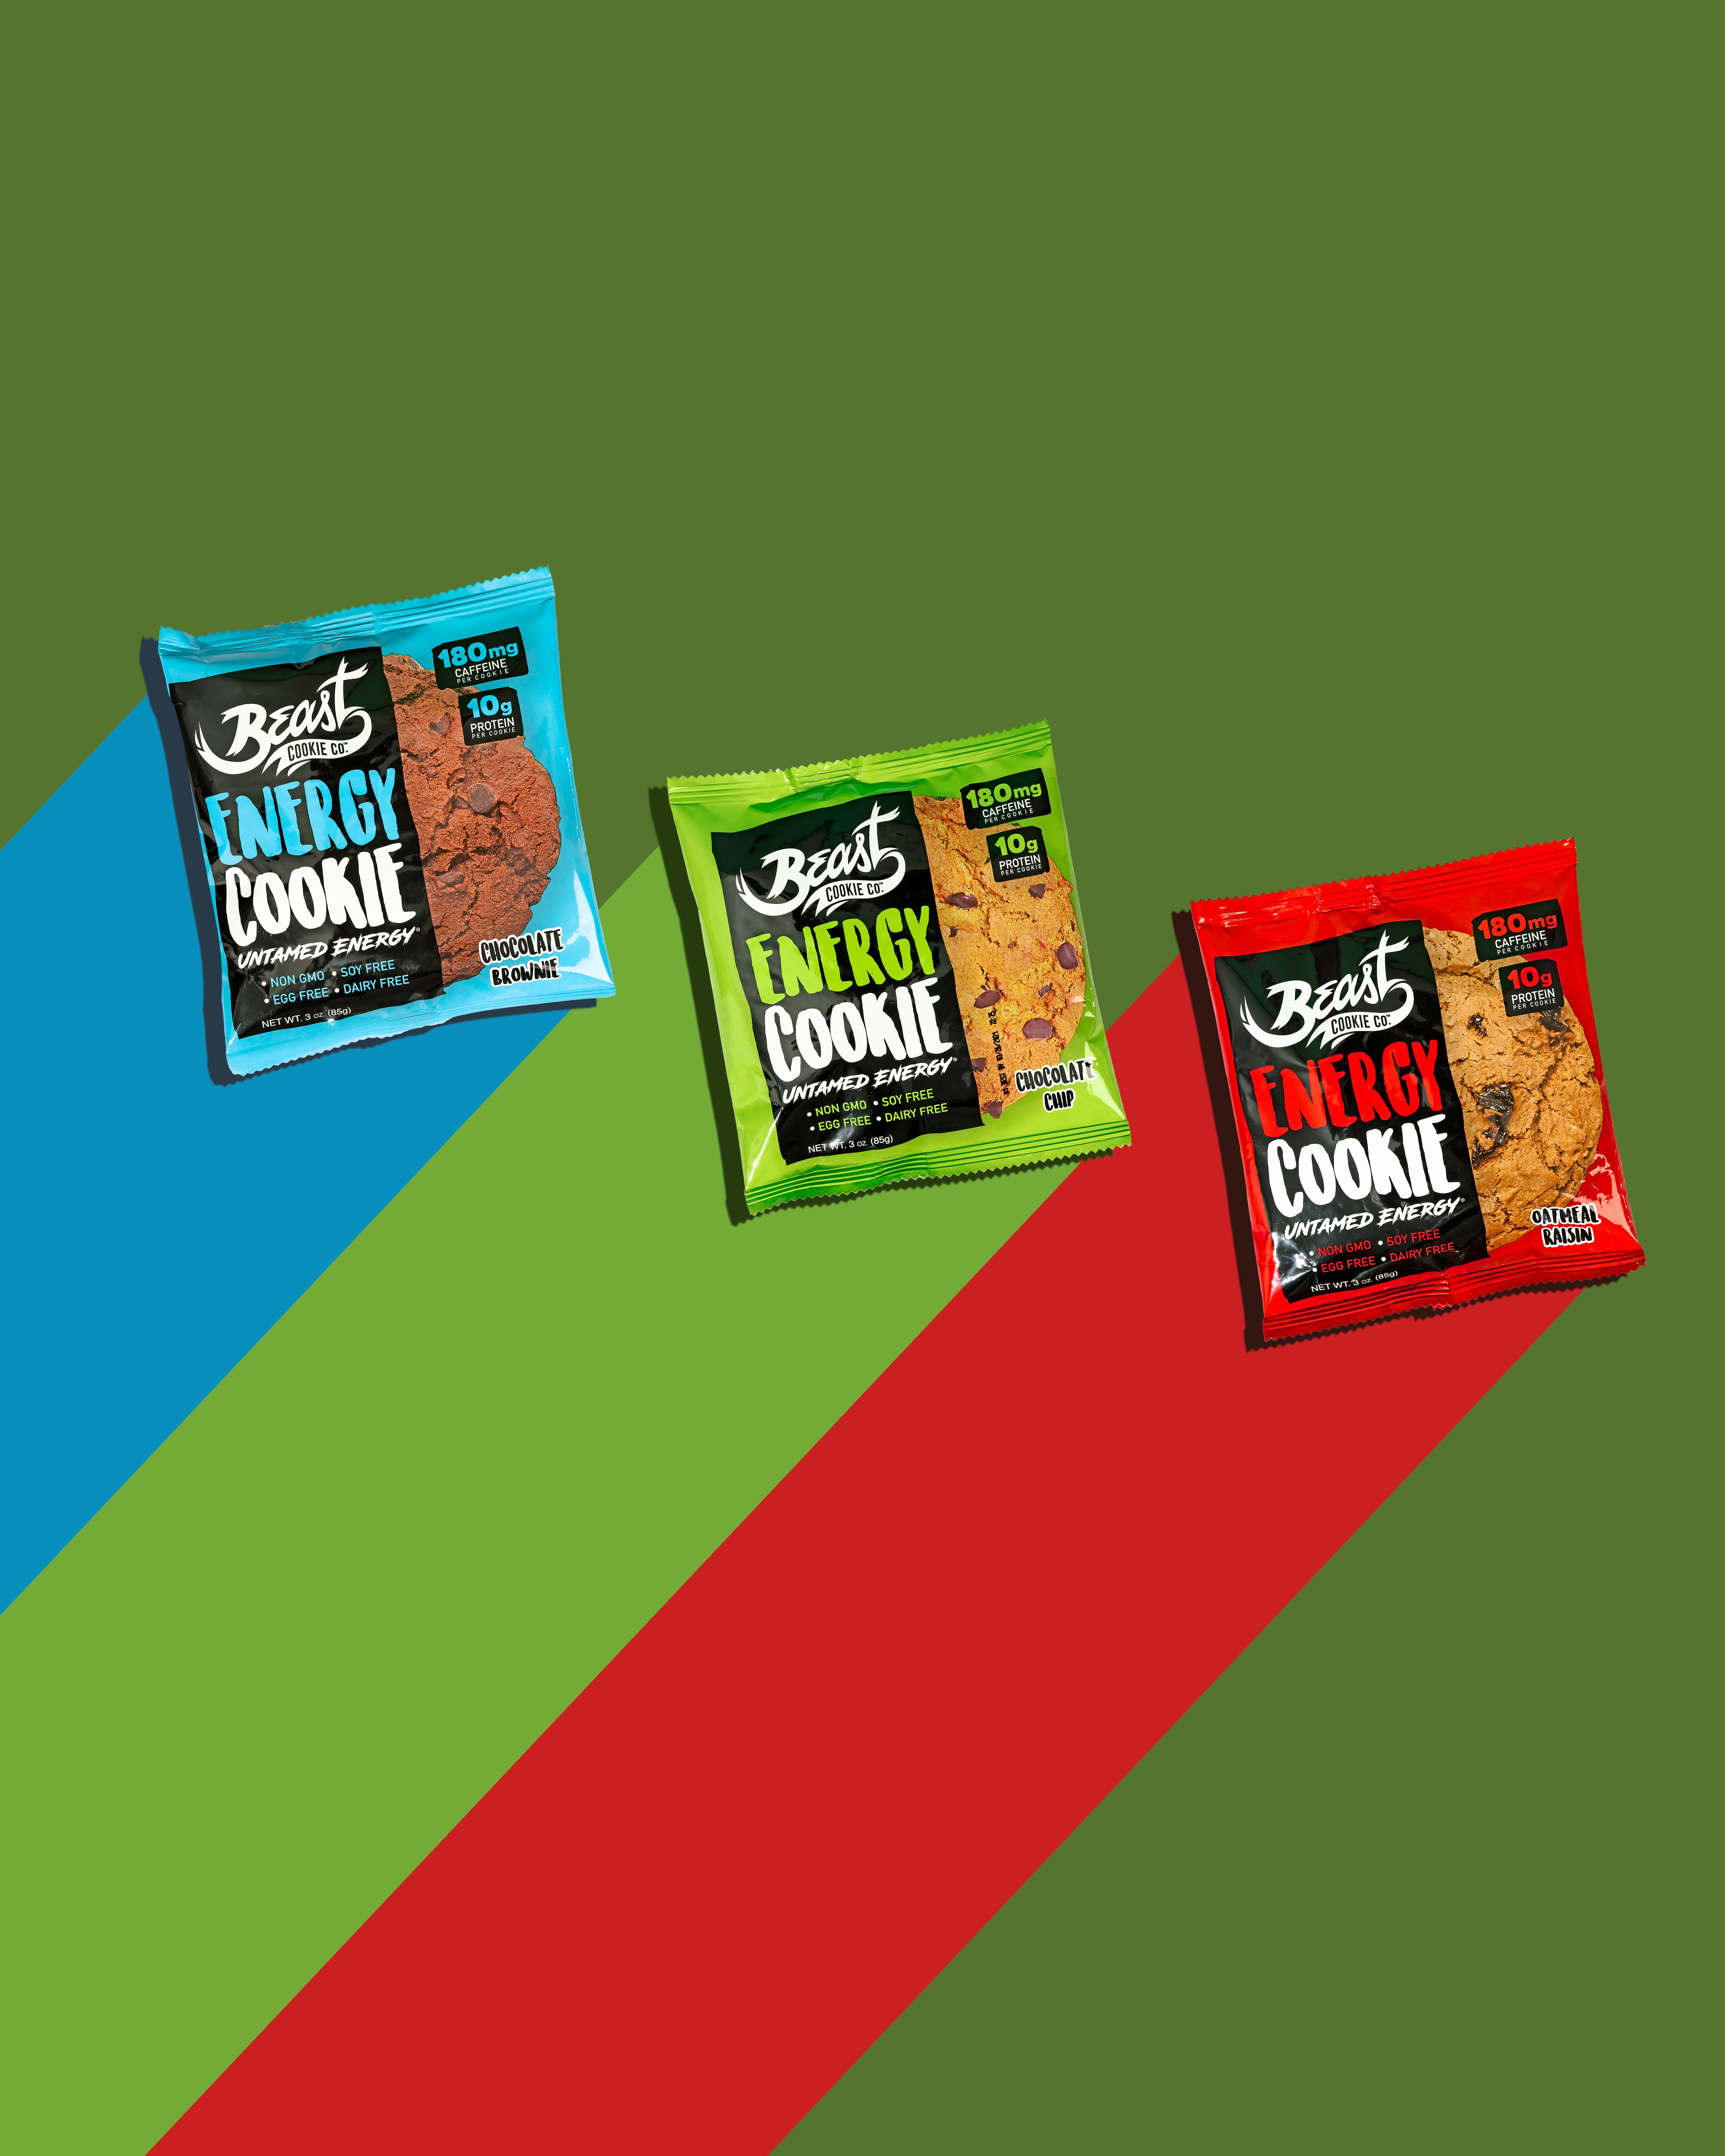 Beast
COOKIE CO.™
ENERGY
COOKIE
UNTAMED ENERGY®
• NON GMO • SOY FREE
• EGG FREE • DAIRY FREE
NET WT. 3 oz. (85g)
180mg
CAFFEINE
PER COOKIE
10g
PROTEIN
PER COOKIE
CHOCOLATE
BROWNIE
Beast
COOKIE CO.™
ENERGY
COOKIE
UNTAMED ENERGY®
• NON GMO • SOY FREE
• EGG FREE • DAIRY FREE
NET WT. 3 oz. (85g)
180mg
CAFFEINE
PER COOKIE
10g
PROTEIN
PER COOKIE
CHOCOLATE
CHIP
Beast
COOKIE CO.™
ENERGY
COOKIE
UNTAMED ENERGY®
• NON GMO • SOY FREE
• EGG FREE • DAIRY FREE
NET WT. 3 oz. (85g)
180mg
CAFFEINE
PER COOKIE
10g
PROTEIN
PER COOKIE
OATMEAL
RAISIN